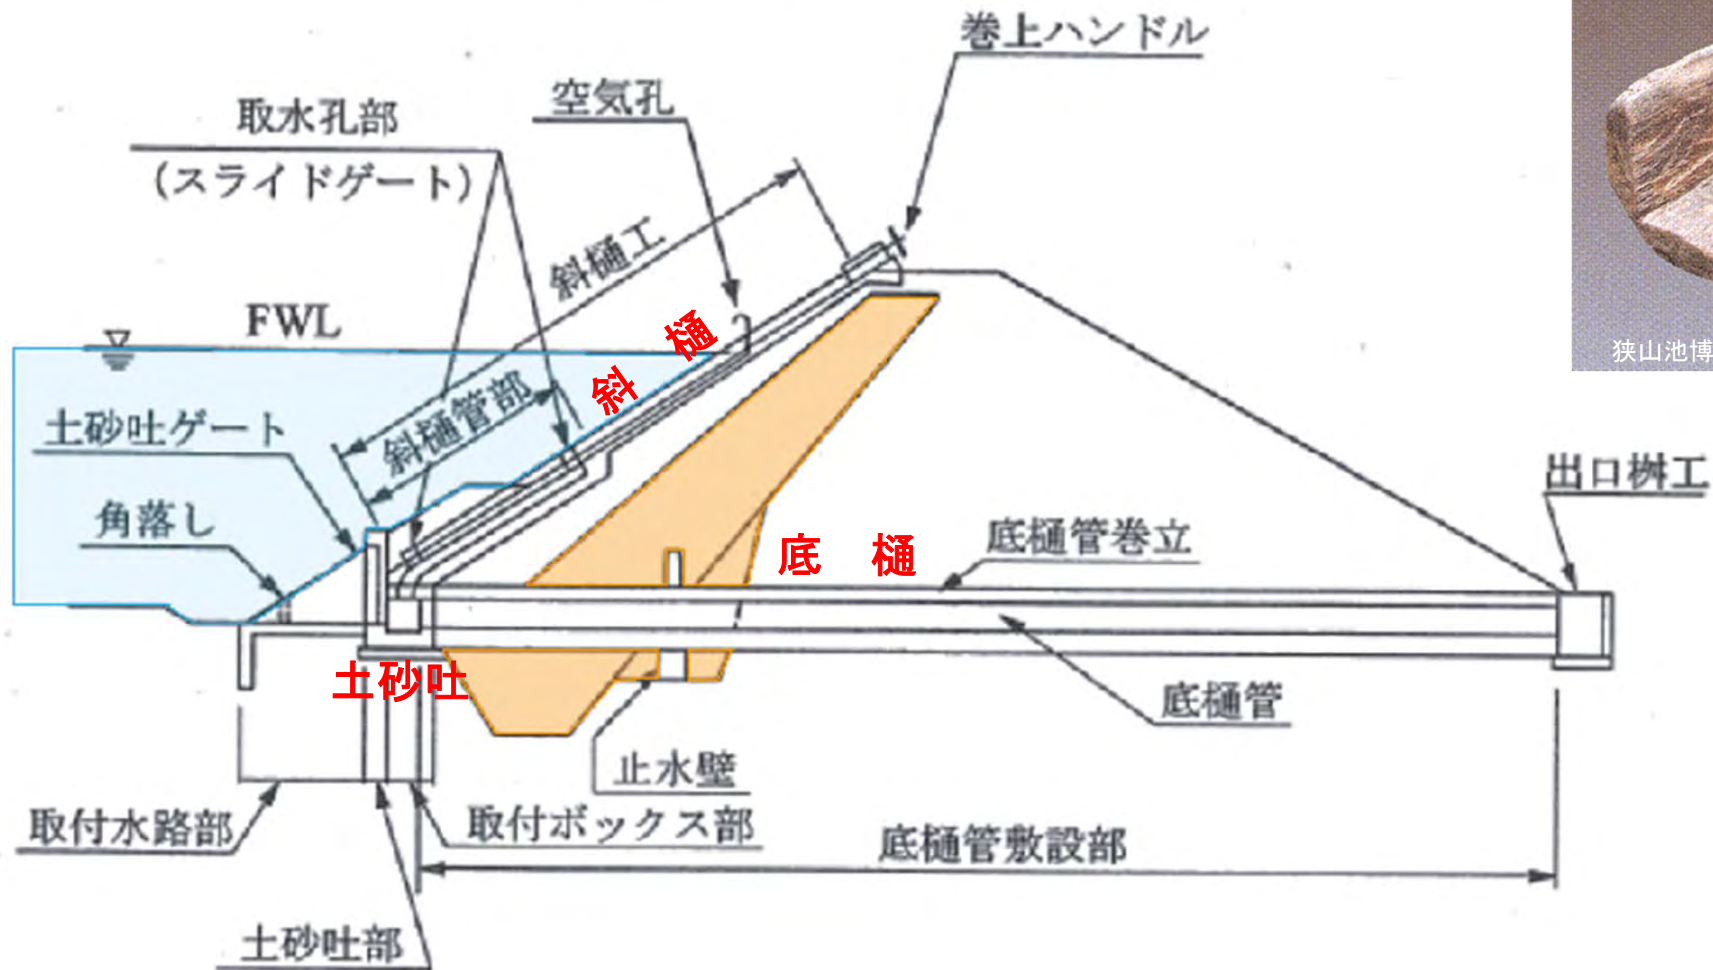 巻上ハンドル
空気孔
取水孔部
(スライドゲート)
斜樋工
FWL
斜樋
狭山池博
斜樋管部
土砂吐ゲート
角落し
出口桝工
底樋
底樋管巻立
土砂吐
底樋管
止水壁
取付水路部
取付ボックス部
底樋管敷設部
土砂吐部